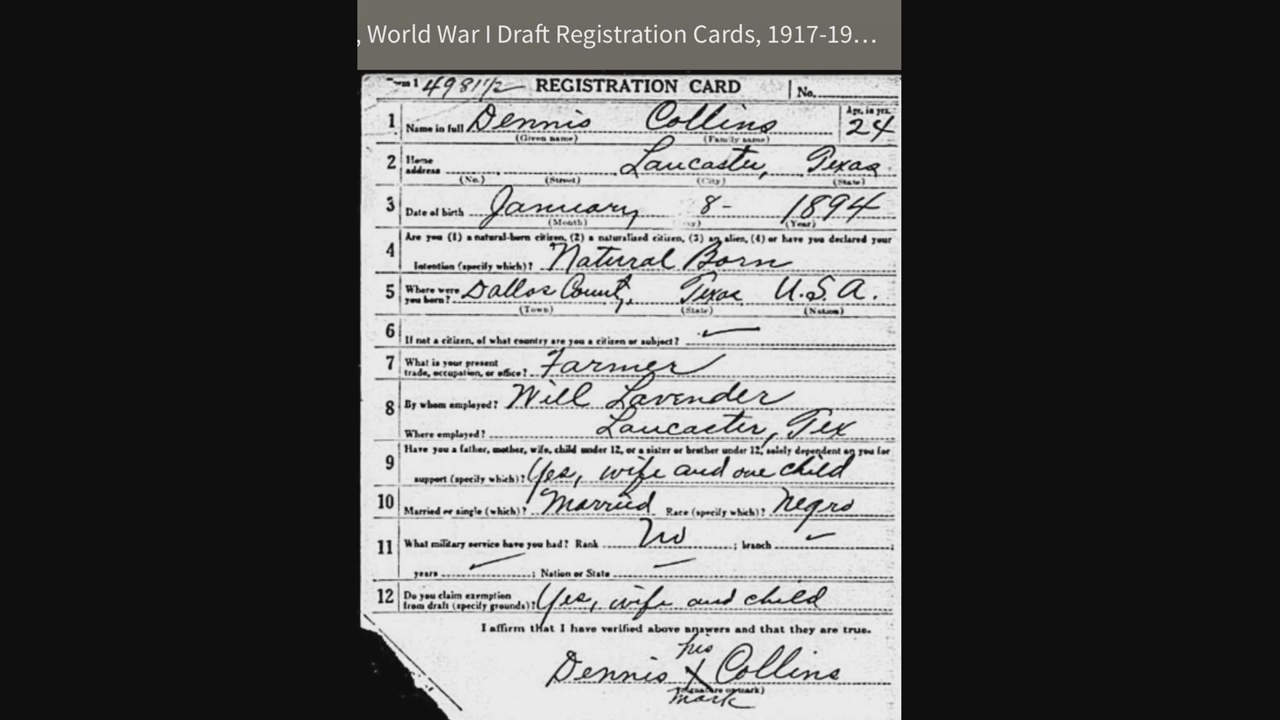 , World War I Draft Registration Cards, 1917-19…
Form 1 4981½ REGISTRATION CARD No.
1 Name in full Dennis Collins Age, in yrs. 24
(Given name) (Family name)
2 Home address Lancaster, Texas
(No.) (Street) (City) (State)
3 Date of birth January 8- 1894
(Month) (Year)
4 Are you (1) a natural-born citizen, (2) a naturalized citizen, (3) an alien, (4) or have you declared your
intention (specify which)? Natural Born
5 Where were you born? Dallas County, Texas U.S.A.
(Town) (State) (Nation)
6 If not a citizen, of what country are you a citizen or subject?
7 What is your present trade, occupation, or office? Farmer
8 By whom employed? Will Lavender
Where employed? Lancaster, Tex
9 Have you a father, mother, wife, child under 12, or a sister or brother under 12, solely dependent on you for
support (specify which)? Yes, wife and one child
10 Married or single (which)? Married Race (specify which)? Negro
11 What military service have you had? Rank No ; branch ;
years ; Nation or State
12 Do you claim exemption from draft (specify grounds)? Yes, wife and child
I affirm that I have verified above answers and that they are true.
his
Dennis X Collins
(Signature or mark)
mark